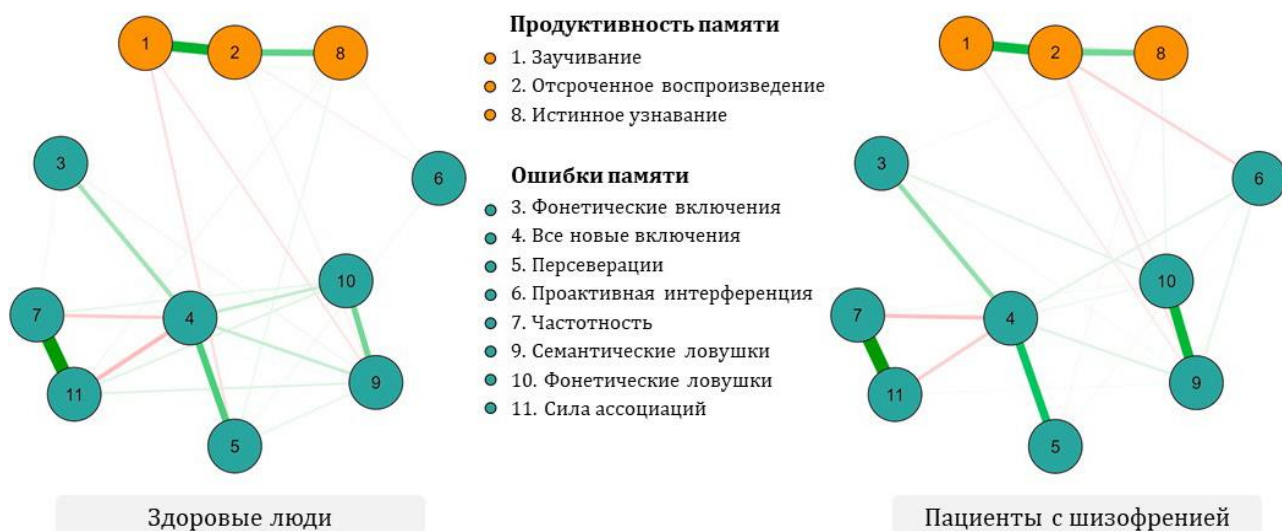 1
2
8
3
6
10
7
4
11
9
5
Здоровые люди
Продуктивность памяти
1. Заучивание
2. Отсроченное воспроизведение
8. Истинное узнавание
Ошибки памяти
3. Фонетические включения
4. Все новые включения
5. Персеверации
6. Проактивная интерференция
7. Частотность
9. Семантические ловушки
10. Фонетические ловушки
11. Сила ассоциаций
1
2
8
3
6
10
7
4
11
9
5
Пациенты с шизофренией